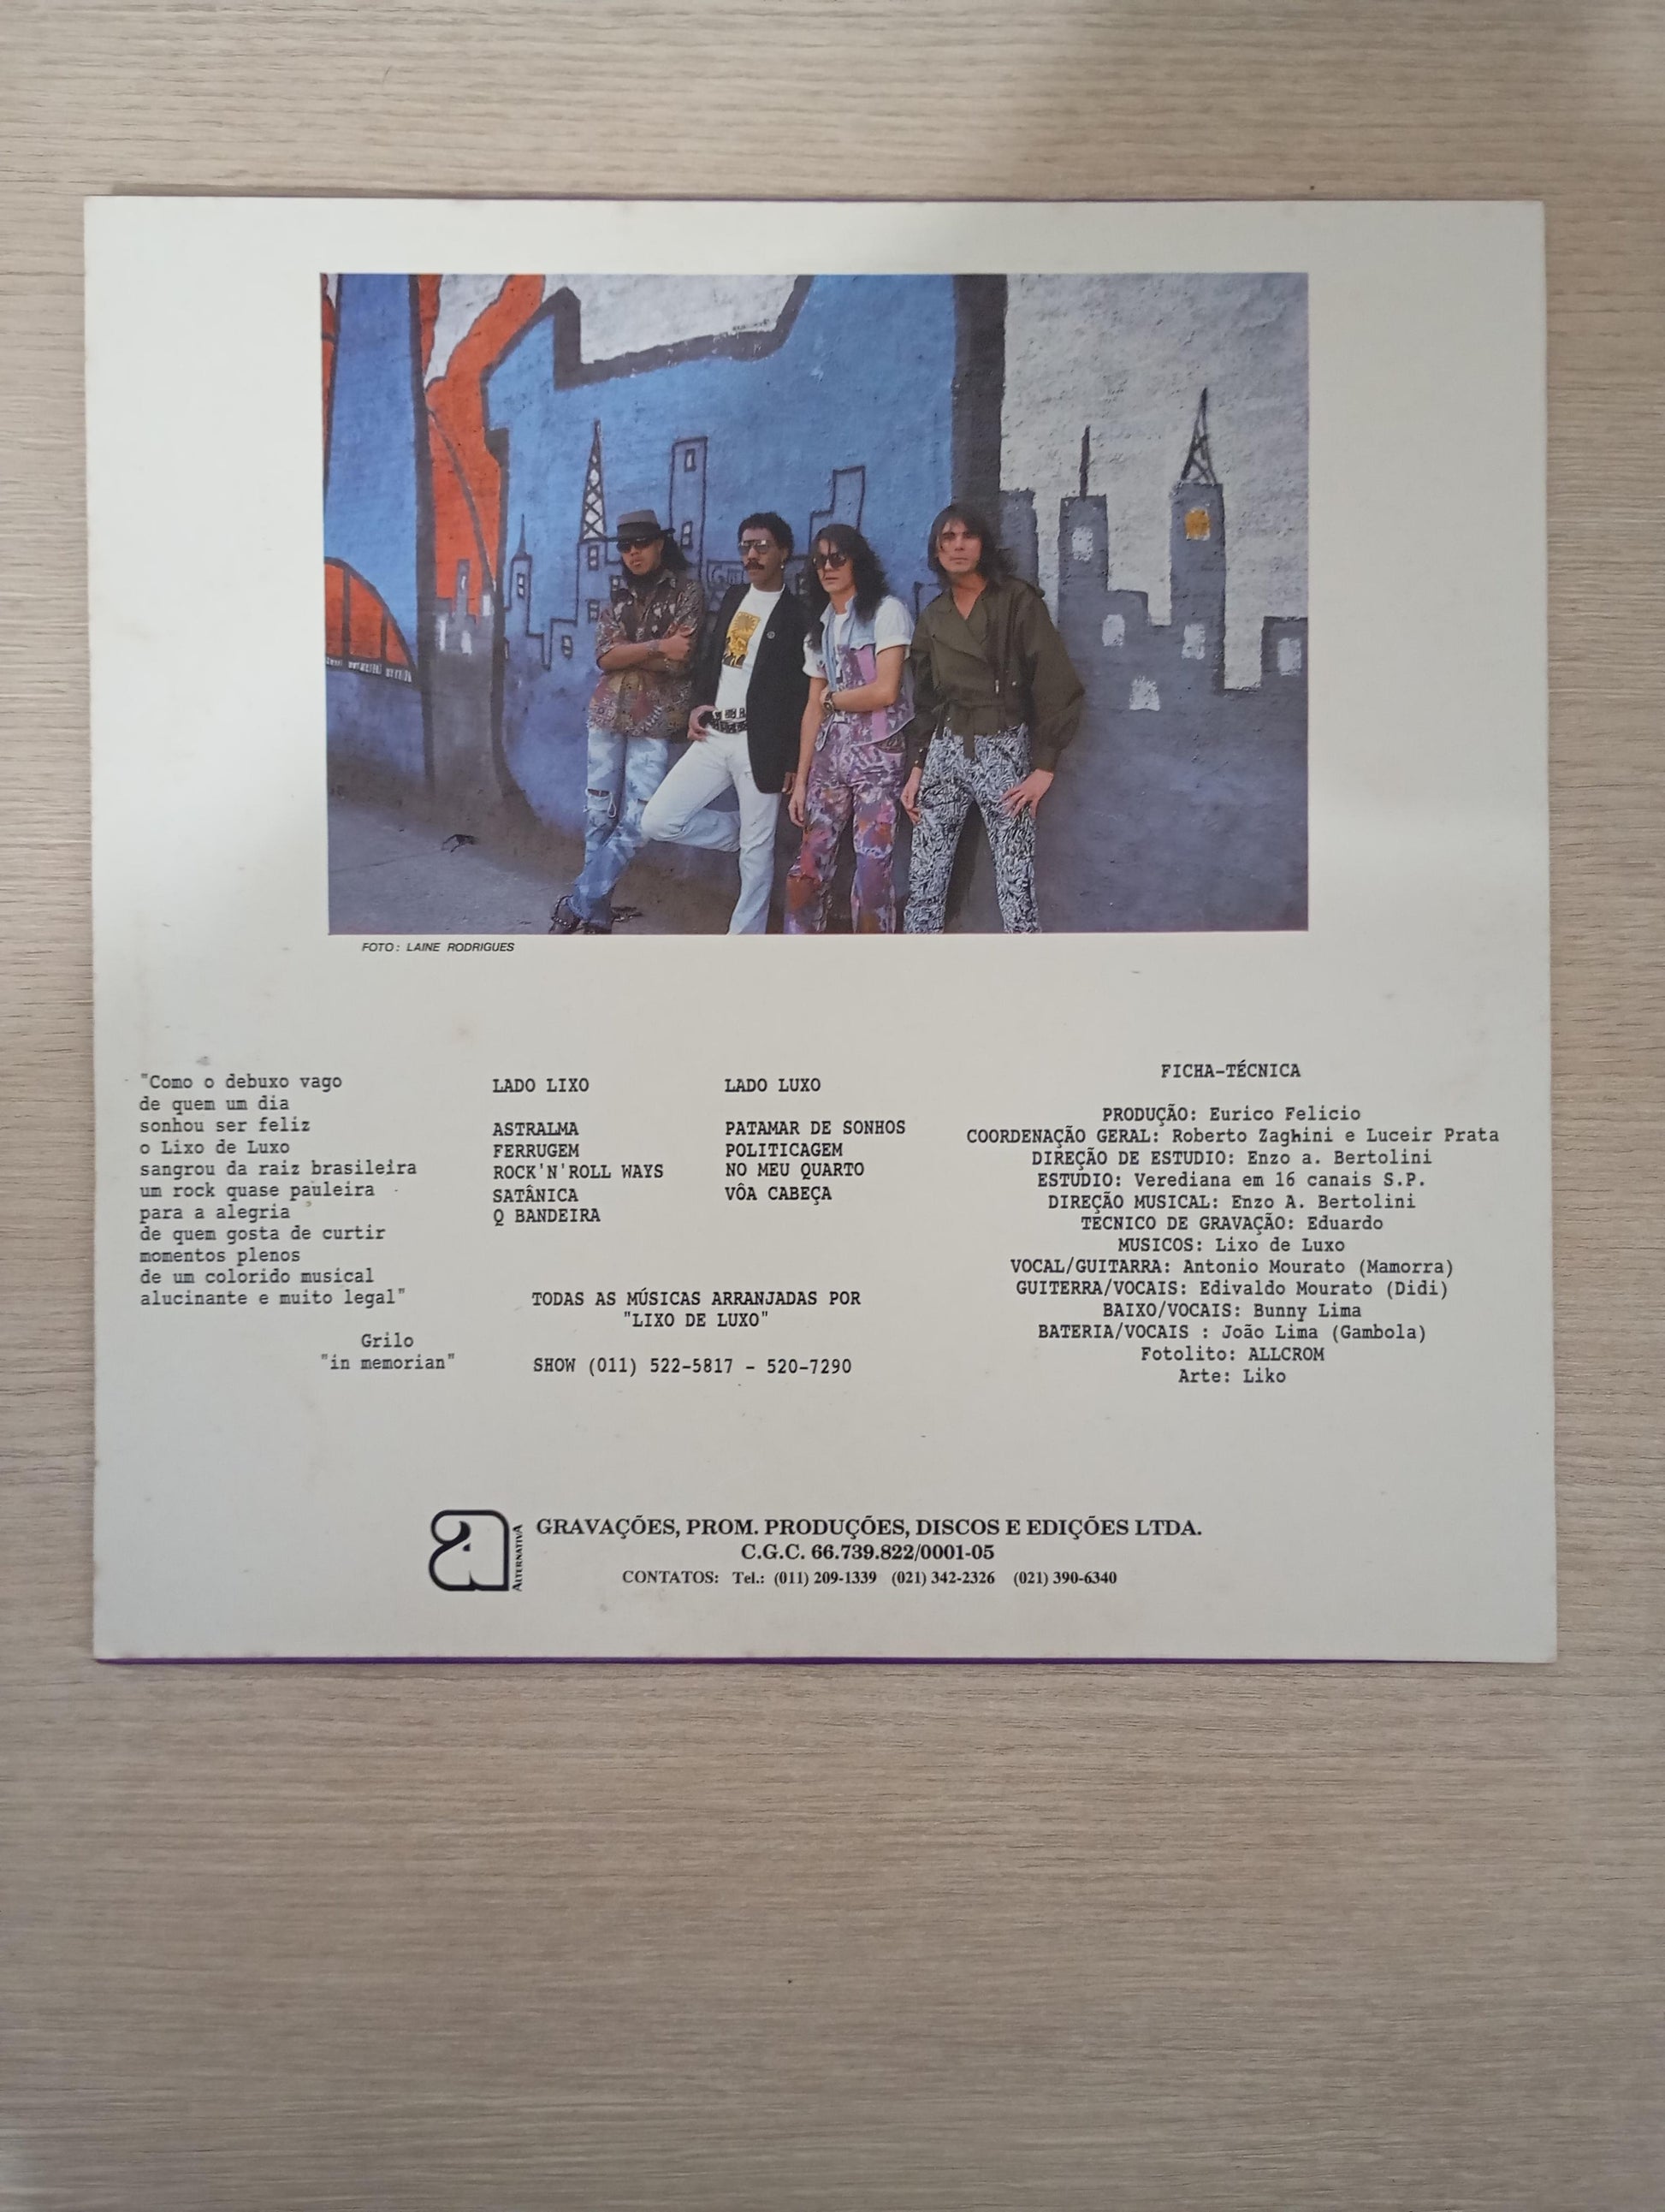 FOTO: LAINE RODRIGUES
"Como o debuxo vago
de quem um dia
sonhou ser feliz
o Lixo de Luxo
sangrou da raiz brasileira
um rock quase pauleira
para a alegria
de quem gosta de curtir
momentos plenos
de um colorido musical
alucinante e muito legal"
Grilo
"in memorian"
LADO LIXO
ASTRALMA
FERRUGEM
ROCK'N'ROLL WAYS
SATÂNICA
Q BANDEIRA
LADO LUXO
PATAMAR DE SONHOS
POLITICAGEM
NO MEU QUARTO
VÔA CABEÇA
TODAS AS MÚSICAS ARRANJADAS POR
"LIXO DE LUXO"
SHOW (011) 522-5817 - 520-7290
FICHA-TÉCNICA
PRODUÇÃO: Eurico Felicio
COORDENAÇÃO GERAL: Roberto Zaghini e Luceir Prata
DIREÇÃO DE ESTUDIO: Enzo a. Bertolini
ESTUDIO: Verediana em 16 canais S.P.
DIREÇÃO MUSICAL: Enzo A. Bertolini
TECNICO DE GRAVAÇÃO: Eduardo
MUSICOS: Lixo de Luxo
VOCAL/GUITARRA: Antonio Mourato (Mamorra)
GUITERRA/VOCAIS: Edivaldo Mourato (Didi)
BAIXO/VOCAIS: Bunny Lima
BATERIA/VOCAIS : João Lima (Gambola)
Fotolito: ALLCROM
Arte: Liko
a ALTERNATIVA
GRAVAÇÕES, PROM. PRODUÇÕES, DISCOS E EDIÇÕES LTDA.
C.G.C. 66.739.822/0001-05
CONTATOS: Tel.: (011) 209-1339 (021) 342-2326 (021) 390-6340